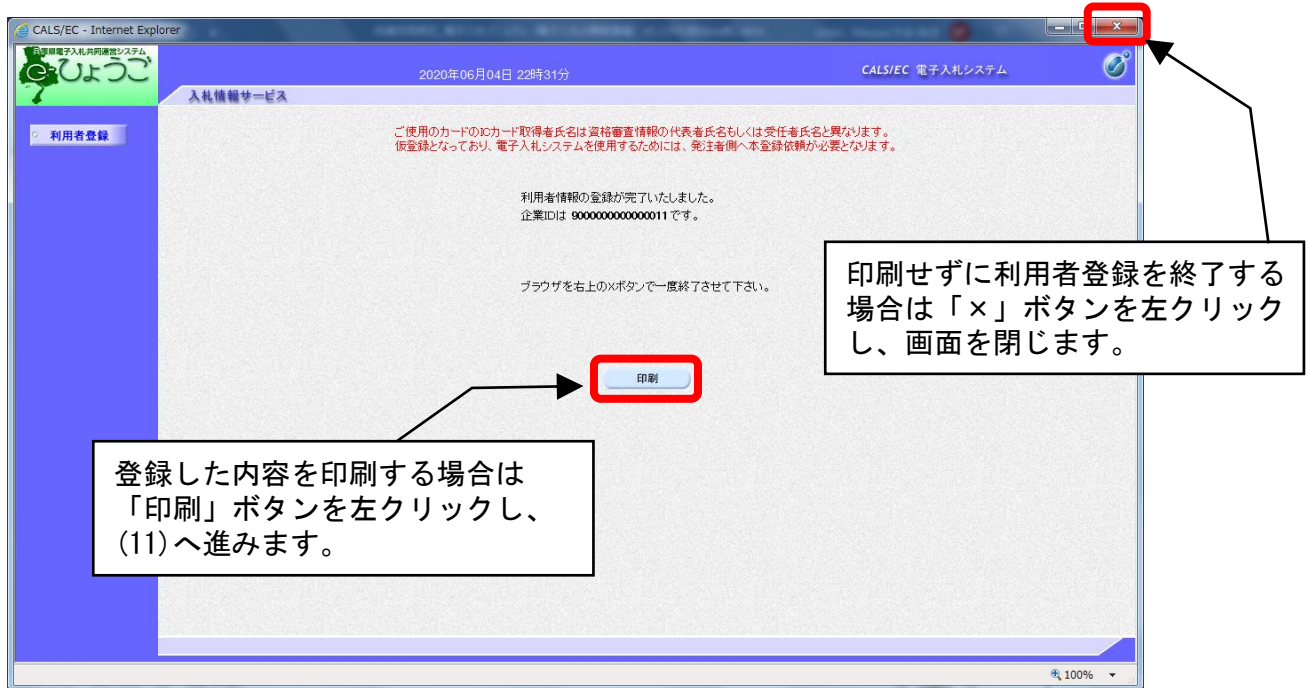 CALS/EC - Internet Explorer
兵庫県電子入札共同運営システム
ひょうご
2020年06月04日 22時31分
CALS/EC 電子入札システム
入札情報サービス
利用者登録
ご使用のカードのICカード取得者氏名は資格審査情報の代表者氏名もしくは受任者氏名と異なります。
仮登録となっており、電子入札システムを使用するためには、発注者側へ本登録依頼が必要となります。
利用者情報の登録が完了いたしました。
企業IDは 9000000000000011 です。
ブラウザを右上の×ボタンで一度終了させて下さい。
印刷せずに利用者登録を終了する
場合は「×」ボタンを左クリック
し、画面を閉じます。
印刷
登録した内容を印刷する場合は
「印刷」ボタンを左クリックし、
(11)へ進みます。
100%